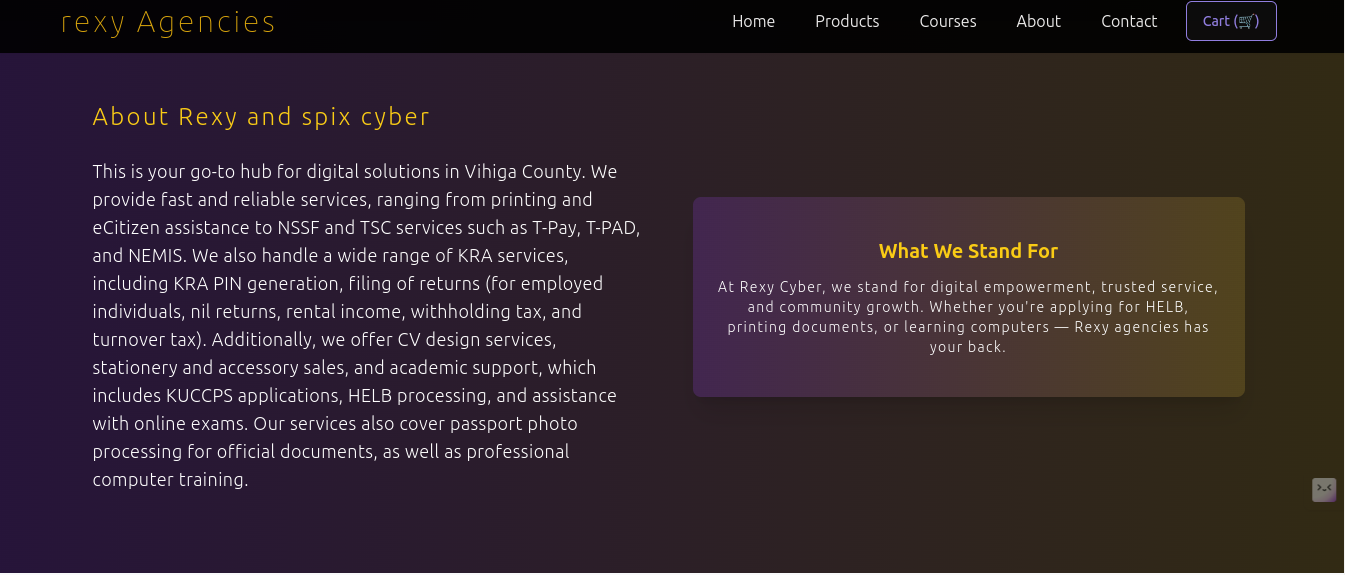 rexy Agencies
Home Products Courses About Contact Cart (🛒)
About Rexy and spix cyber
This is your go-to hub for digital solutions in Vihiga County. We
provide fast and reliable services, ranging from printing and
eCitizen assistance to NSSF and TSC services such as T-Pay, T-PAD,
and NEMIS. We also handle a wide range of KRA services,
including KRA PIN generation, filing of returns (for employed
individuals, nil returns, rental income, withholding tax, and
turnover tax). Additionally, we offer CV design services,
stationery and accessory sales, and academic support, which
includes KUCCPS applications, HELB processing, and assistance
with online exams. Our services also cover passport photo
processing for official documents, as well as professional
computer training.
What We Stand For
At Rexy Cyber, we stand for digital empowerment, trusted service,
and community growth. Whether you're applying for HELB,
printing documents, or learning computers — Rexy agencies has
your back.